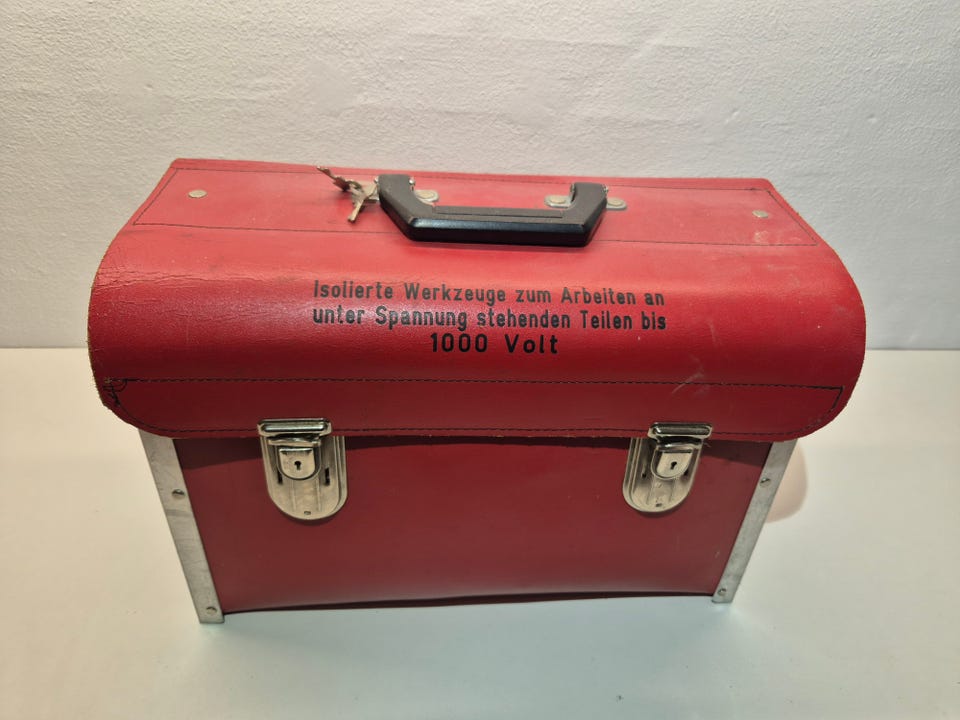 Isolierte Werkzeuge zum Arbeiten an
unter Spannung stehenden Teilen bis
1000 Volt